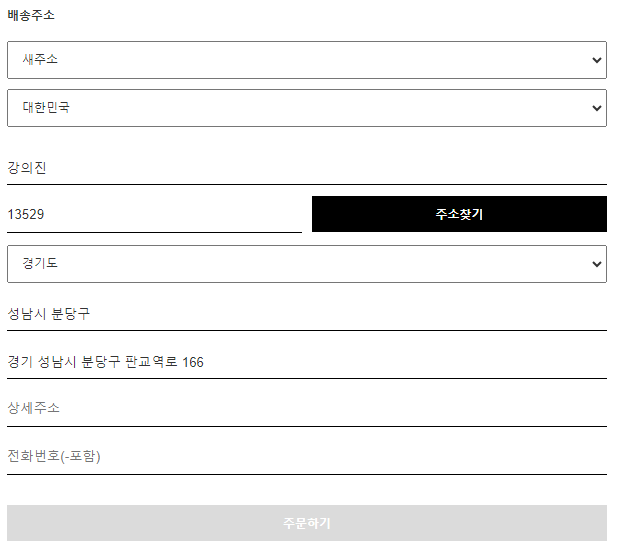 배송주소
새주소
대한민국
강의진
13529 주소찾기
경기도
성남시 분당구
경기 성남시 분당구 판교역로 166
상세주소
전화번호(-포함)
주문하기